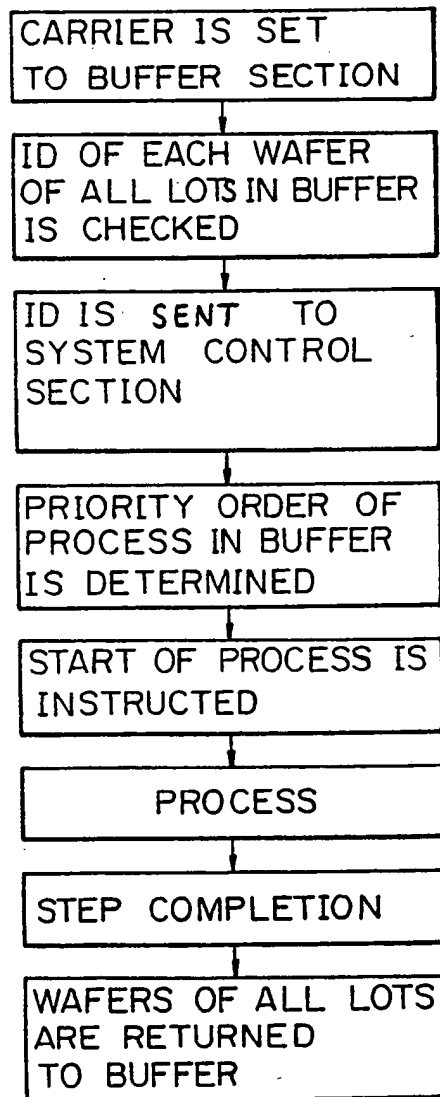 CARRIER IS SET
TO BUFFER SECTION
ID OF EACH WAFER
OF ALL LOTS IN BUFFER
IS CHECKED
ID IS SENT TO
SYSTEM CONTROL
SECTION
PRIORITY ORDER OF
PROCESS IN BUFFER
IS DETERMINED
START OF PROCESS IS
INSTRUCTED
PROCESS
STEP COMPLETION
WAFERS OF ALL LOTS
ARE RETURNED
TO BUFFER